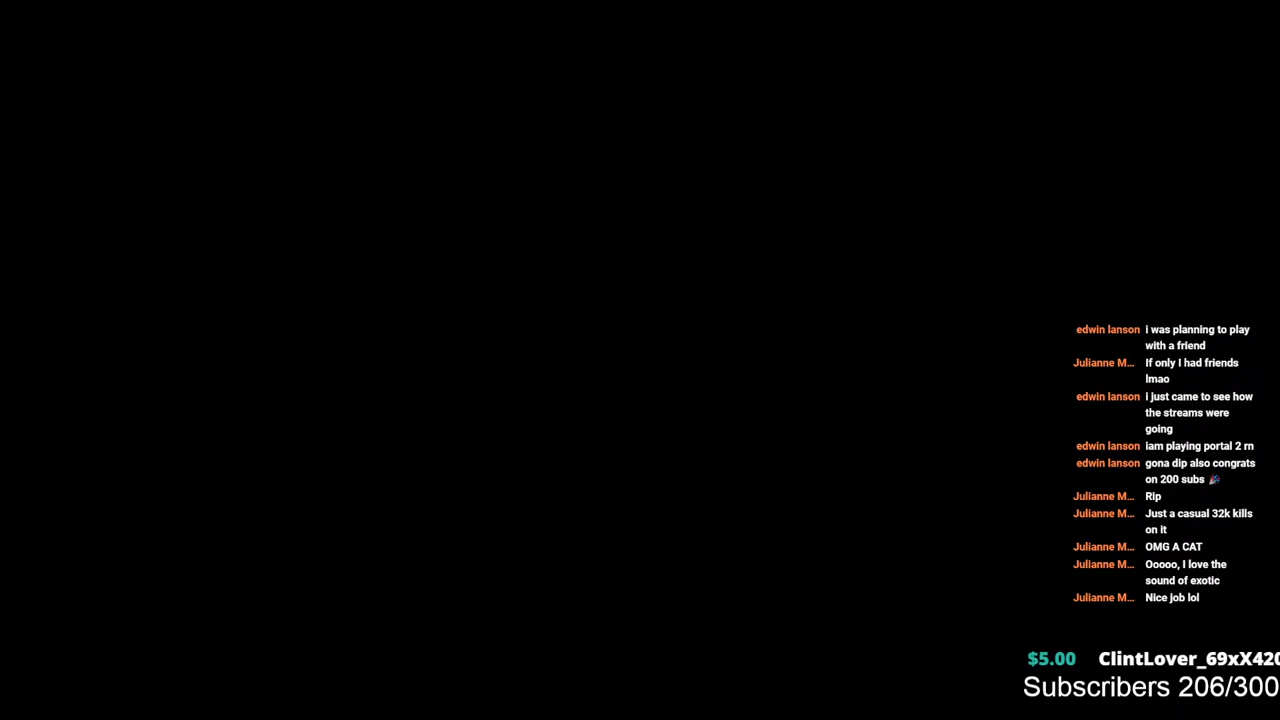 edwin lanson i was planning to play
with a friend
Julianne M... If only I had friends
lmao
edwin lanson i just came to see how
the streams were
going
edwin lanson iam playing portal 2 rn
edwin lanson gona dip also congrats
on 200 subs 🎉
Julianne M... Rip
Julianne M... Just a casual 32k kills
on it
Julianne M... OMG A CAT
Julianne M... Ooooo, I love the
sound of exotic
Julianne M... Nice job lol
$5.00 ClintLover_69xX420
Subscribers 206/300